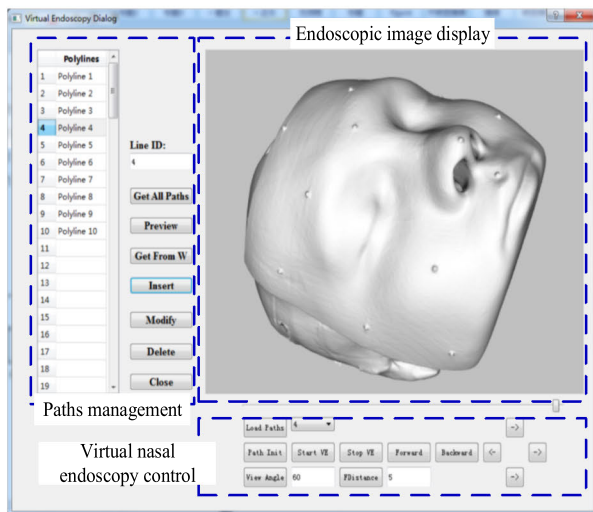 Virtual Endoscopy Dialog
Endoscopic image display
Polylines
1 Polyline 1
2 Polyline 2
3 Polyline 3
4 Polyline 4
5 Polyline 5
6 Polyline 6
7 Polyline 7
8 Polyline 8
9 Polyline 9
10 Polyline 10
11
12
13
14
15
16
17
18
19
Line ID:
4
Get All Paths
Preview
Get From W
Insert
Modify
Delete
Close
Paths management
Virtual nasal
endoscopy control
Load Paths 4 ->
Path Init Start VE Stop VE Forward Backward <- ->
View Angle 60 FDistance 5 ->